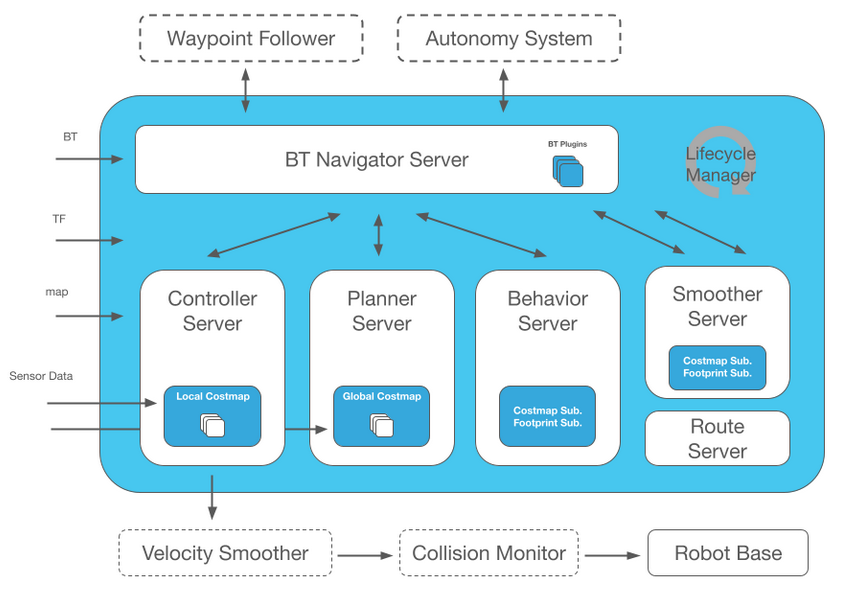 Waypoint Follower
Autonomy System
BT
BT Navigator Server
BT Plugins
Lifecycle
Manager
TF
map
Sensor Data
Controller
Server
Local Costmap
Planner
Server
Global Costmap
Behavior
Server
Costmap Sub.
Footprint Sub.
Smoother
Server
Costmap Sub.
Footprint Sub.
Route
Server
Velocity Smoother
Collision Monitor
Robot Base